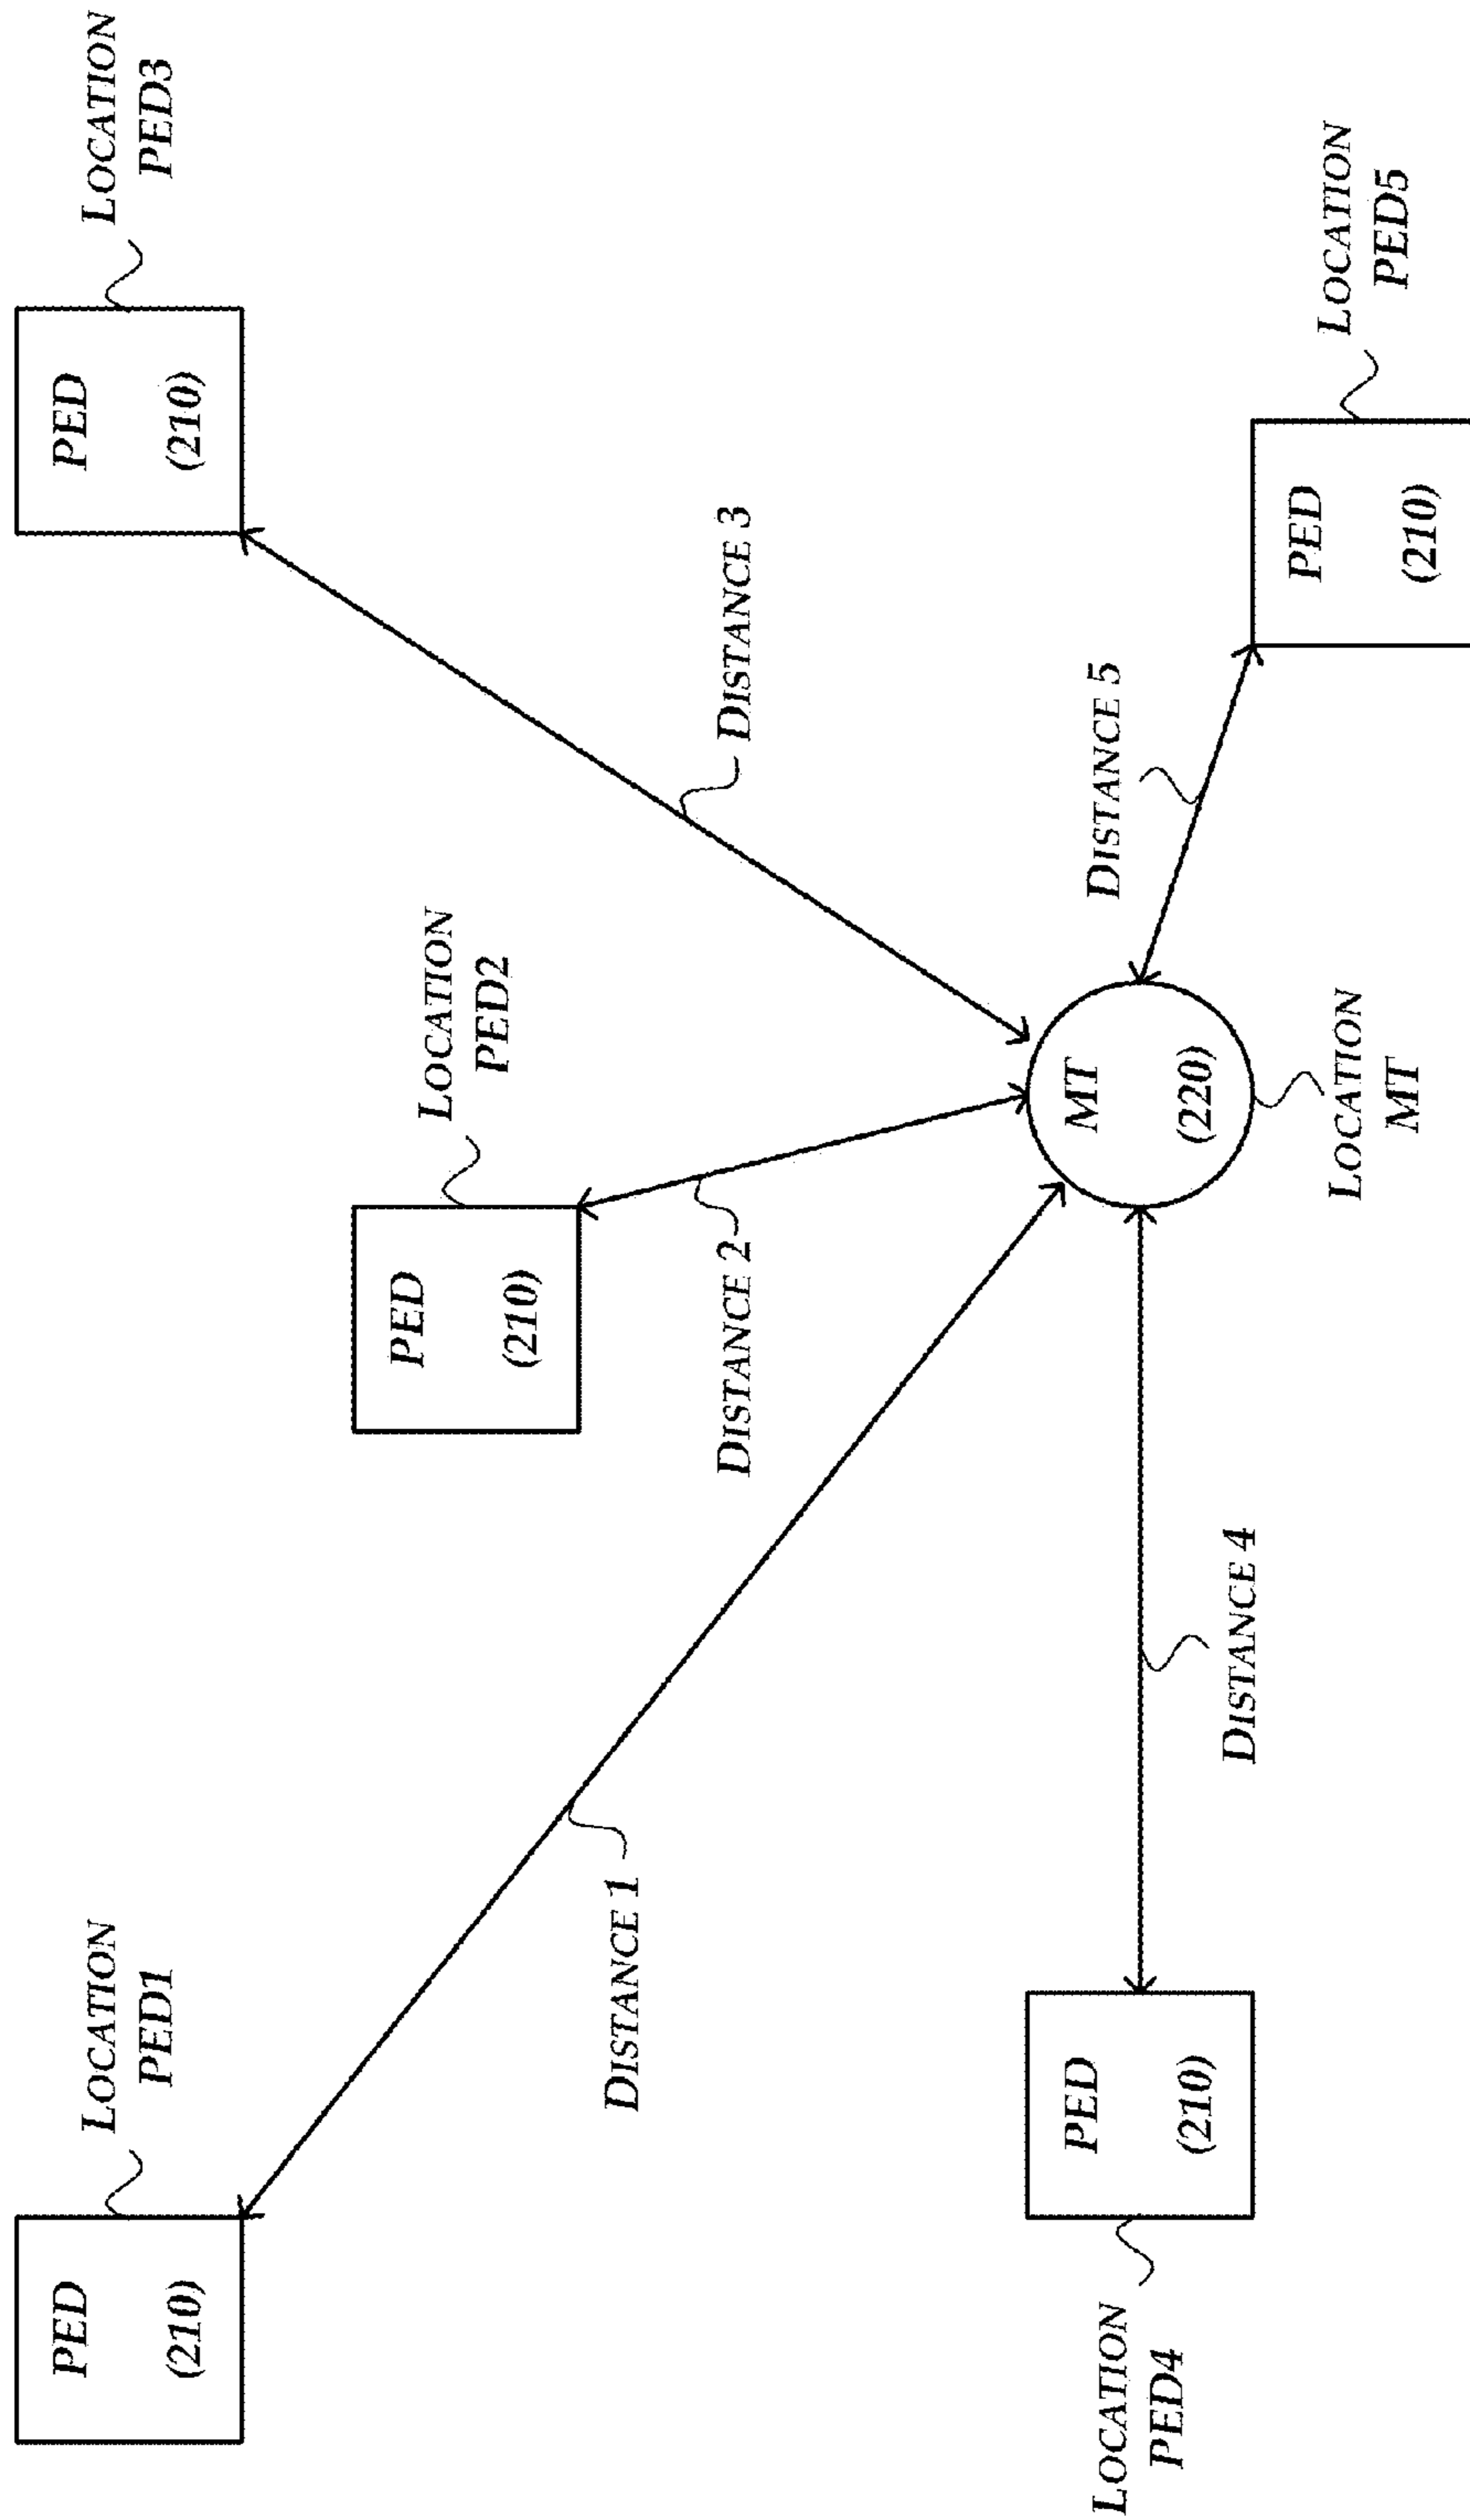 PED
(210)
LOCATION
PED1
PED
(210)
LOCATION
PED3
PED
(210)
LOCATION
PED2
DISTANCE 1
DISTANCE 2
DISTANCE 3
LOCATION
PED4
PED
(210)
DISTANCE 4
MT
(220)
LOCATION
MT
DISTANCE 5
PED
(210)
LOCATION
PED5